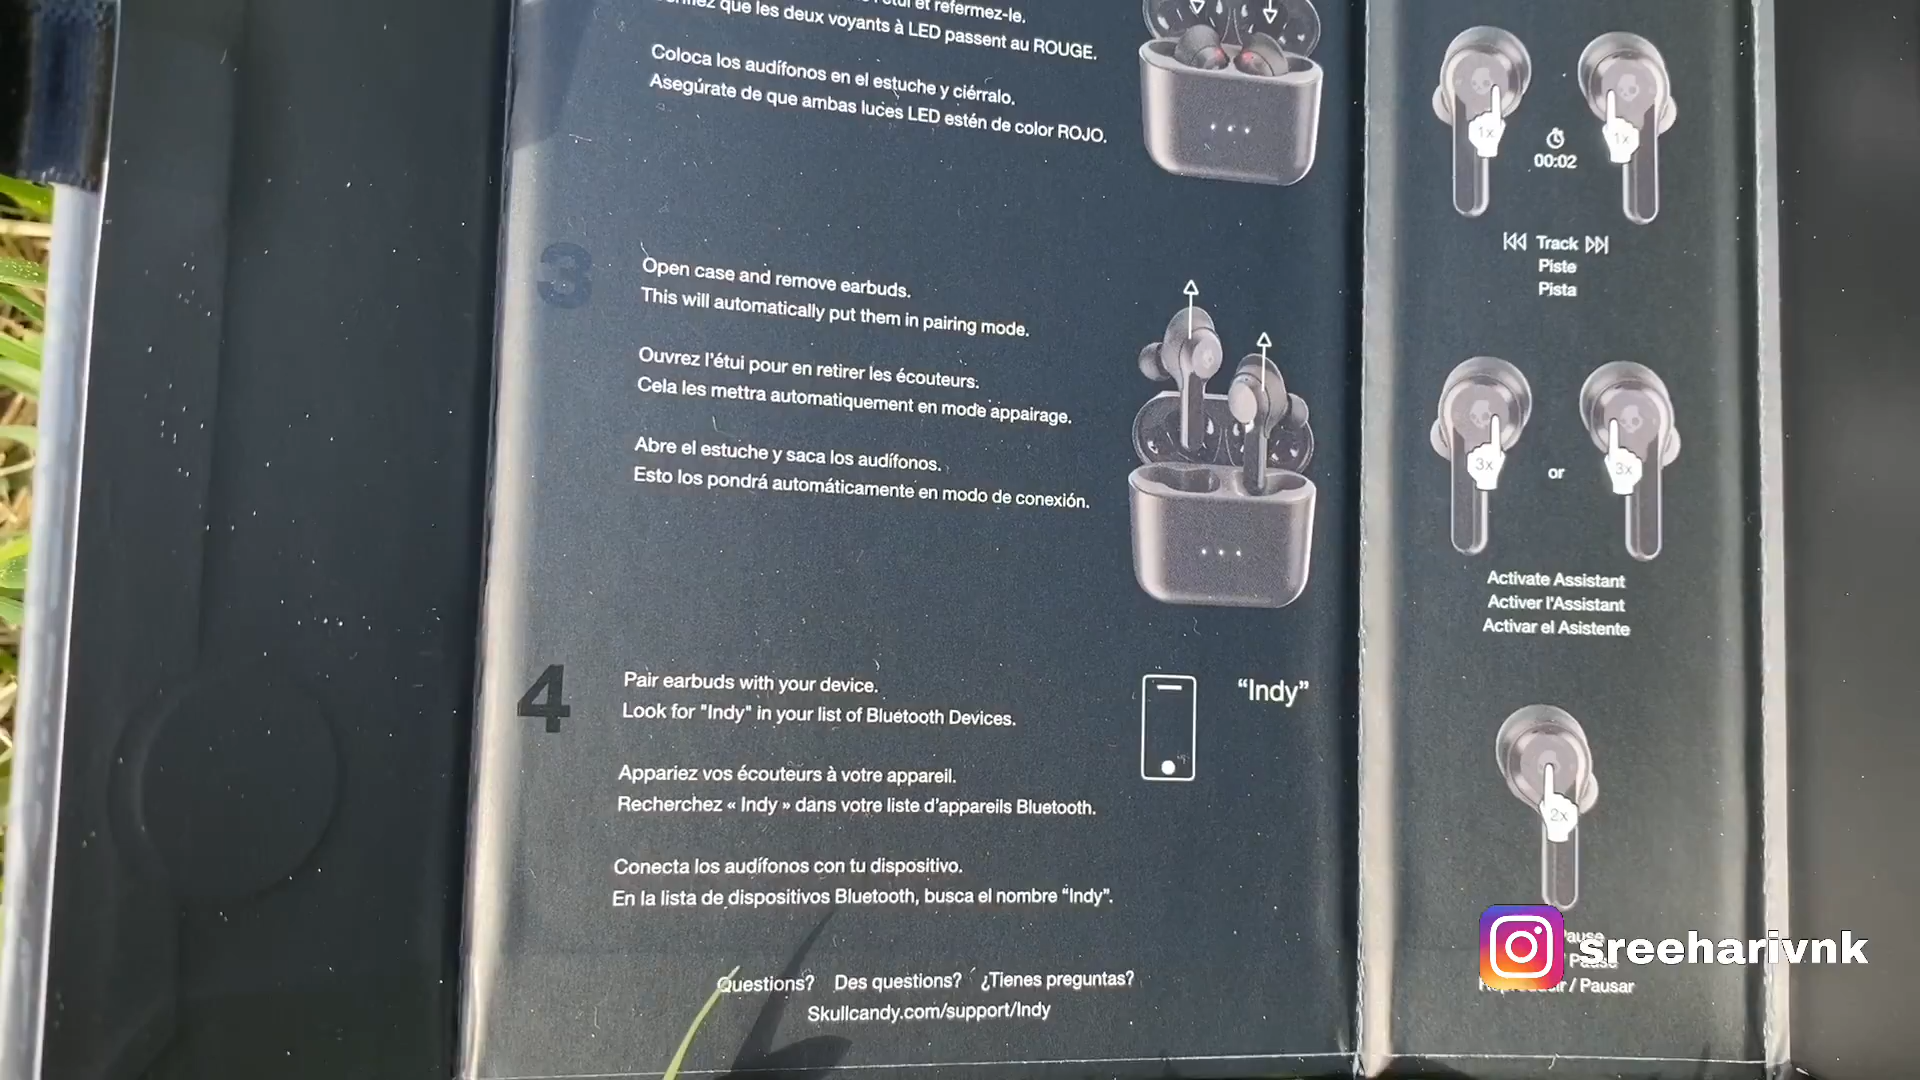 et refermez-le.
que les deux voyants à LED passent au ROUGE.
Coloca los audífonos en el estuche y ciérralo.
Asegúrate de que ambas luces LED estén de color ROJO.
3
Open case and remove earbuds.
This will automatically put them in pairing mode.
Ouvrez l'étui pour en retirer les écouteurs.
Cela les mettra automatiquement en mode appairage.
Abre el estuche y saca los audífonos.
Esto los pondrá automáticamente en modo de conexión.
4
Pair earbuds with your device.
Look for "Indy" in your list of Bluetooth Devices.
“Indy”
Appariez vos écouteurs à votre appareil.
Recherchez « Indy » dans votre liste d'appareils Bluetooth.
Conecta los audífonos con tu dispositivo.
En la lista de dispositivos Bluetooth, busca el nombre “Indy”.
Questions? Des questions? ¿Tienes preguntas?
Skullcandy.com/support/Indy
1x 1x
00:02
Track
Piste
Pista
3x or 3x
Activate Assistant
Activer l'Assistant
Activar el Asistente
2x
Pause
Pause
/ Pausar
sreeharivnk